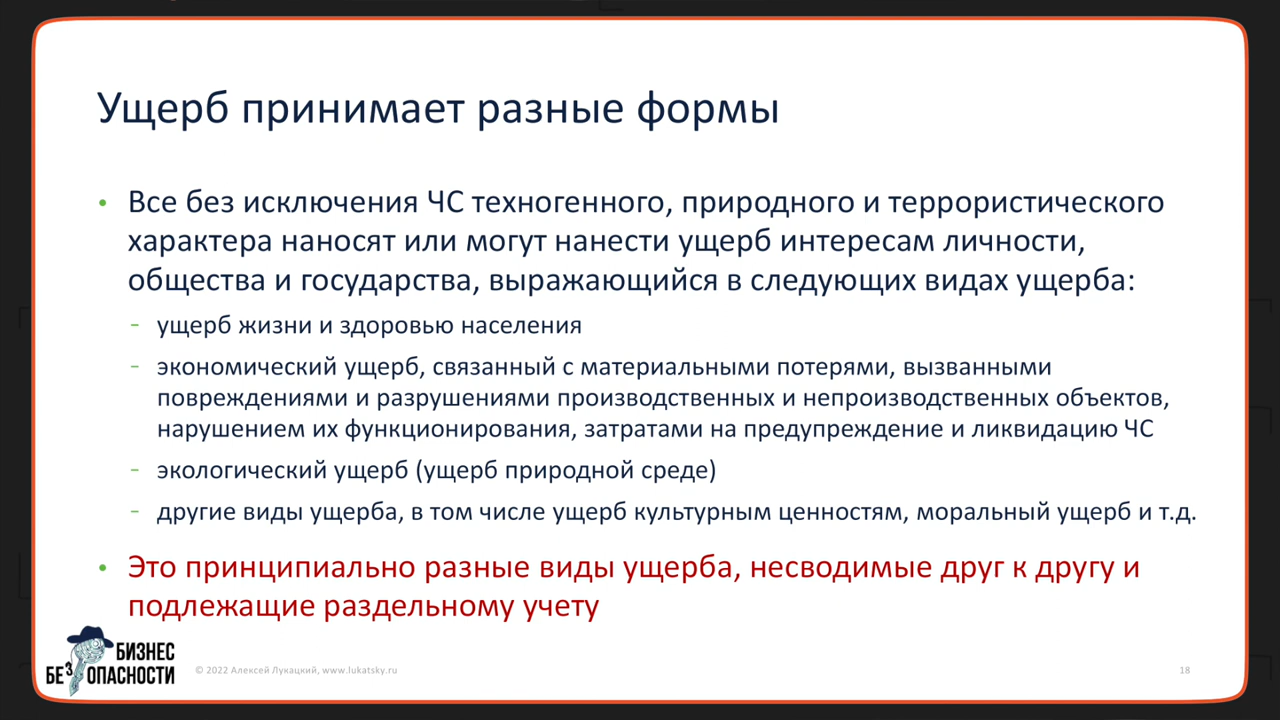 Ущерб принимает разные формы
• Все без исключения ЧС техногенного, природного и террористического
характера наносят или могут нанести ущерб интересам личности,
общества и государства, выражающийся в следующих видах ущерба:
- ущерб жизни и здоровью населения
- экономический ущерб, связанный с материальными потерями, вызванными
повреждениями и разрушениями производственных и непроизводственных объектов,
нарушением их функционирования, затратами на предупреждение и ликвидацию ЧС
- экологический ущерб (ущерб природной среде)
- другие виды ущерба, в том числе ущерб культурным ценностям, моральный ущерб и т.д.
• Это принципиально разные виды ущерба, несводимые друг к другу и
подлежащие раздельному учету
БИЗНЕС
БЕЗОПАСНОСТИ
© 2022 Алексей Лукацкий, www.lukatsky.ru
18